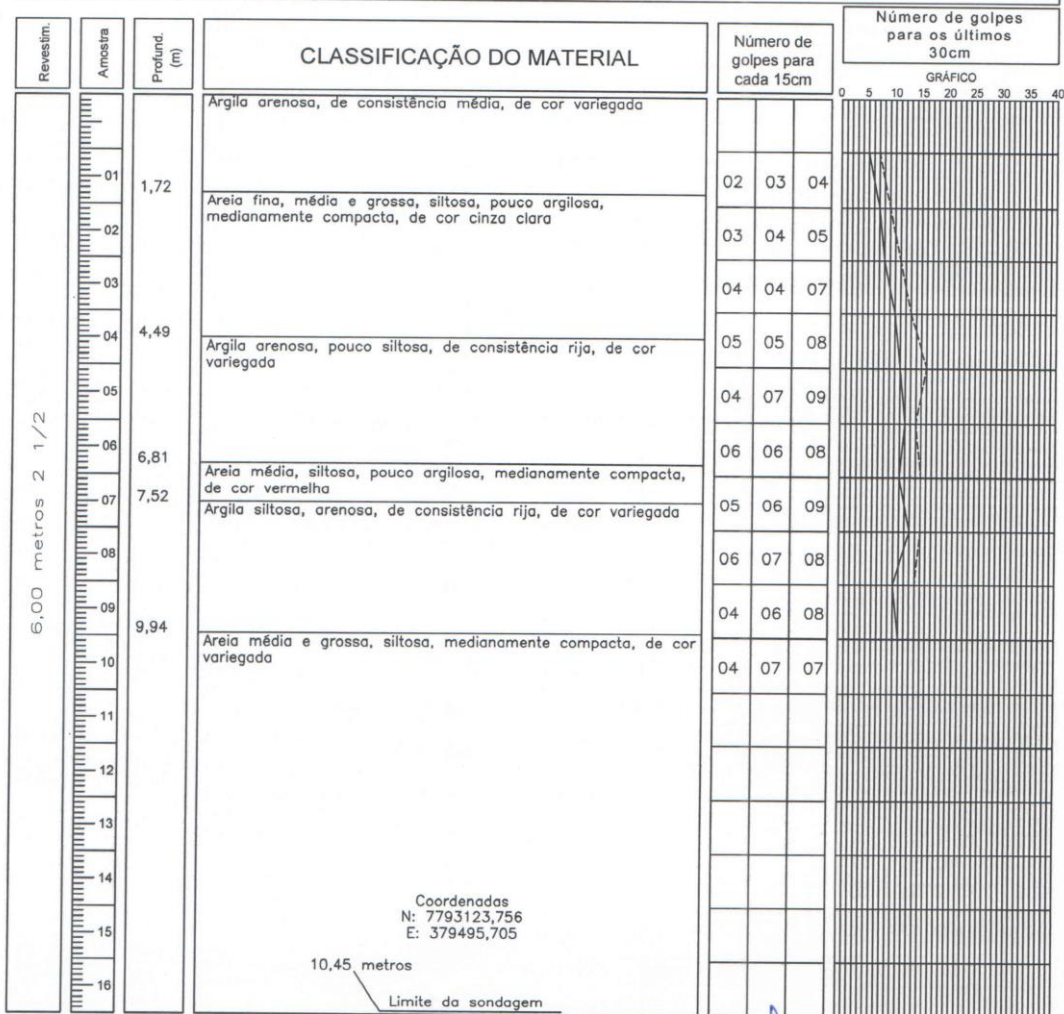 Revestim.
Amostra
Profund.
(m)
CLASSIFICAÇÃO DO MATERIAL
Número de
golpes para
cada 15cm
Número de golpes
para os últimos
30cm
GRÁFICO
0 5 10 15 20 25 30 35 40
6,00 metros 2 1/2
Argila arenosa, de consistência média, de cor variegada
01
1,72
02 03 04
Areia fina, média e grossa, siltosa, pouco argilosa,
medianamente compacta, de cor cinza clara
02
03 04 05
03
04 04 07
04
4,49
05 05 08
Argila arenosa, pouco siltosa, de consistência rija, de cor
variegada
05
04 07 09
06
6,81
06 06 08
Areia média, siltosa, pouco argilosa, medianamente compacta,
de cor vermelha
07
7,52
05 06 09
Argila siltosa, arenosa, de consistência rija, de cor variegada
08
06 07 08
09
9,94
04 06 08
Areia média e grossa, siltosa, medianamente compacta, de cor
variegada
10
04 07 07
11
12
13
14
Coordenadas
N: 7793123,756
15
E: 379495,705
10,45 metros
16
Limite da sondagem